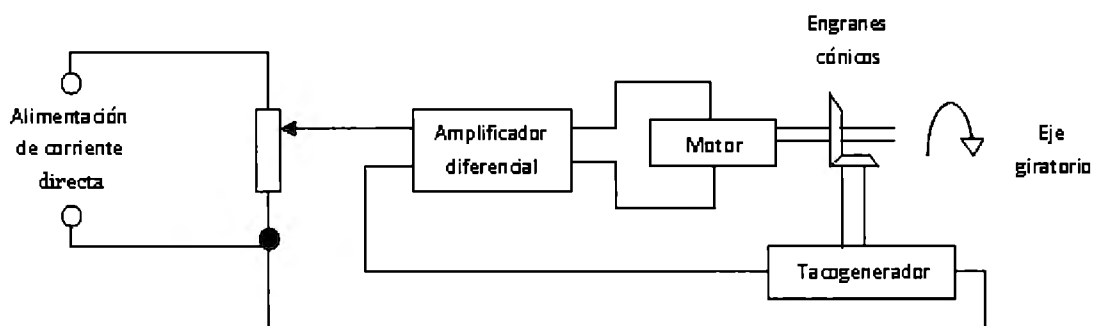 Engranes
cónicos
Alimentación
de corriente
directa
Amplificador
diferencial
Motor
Eje
giratorio
Tacogenerador